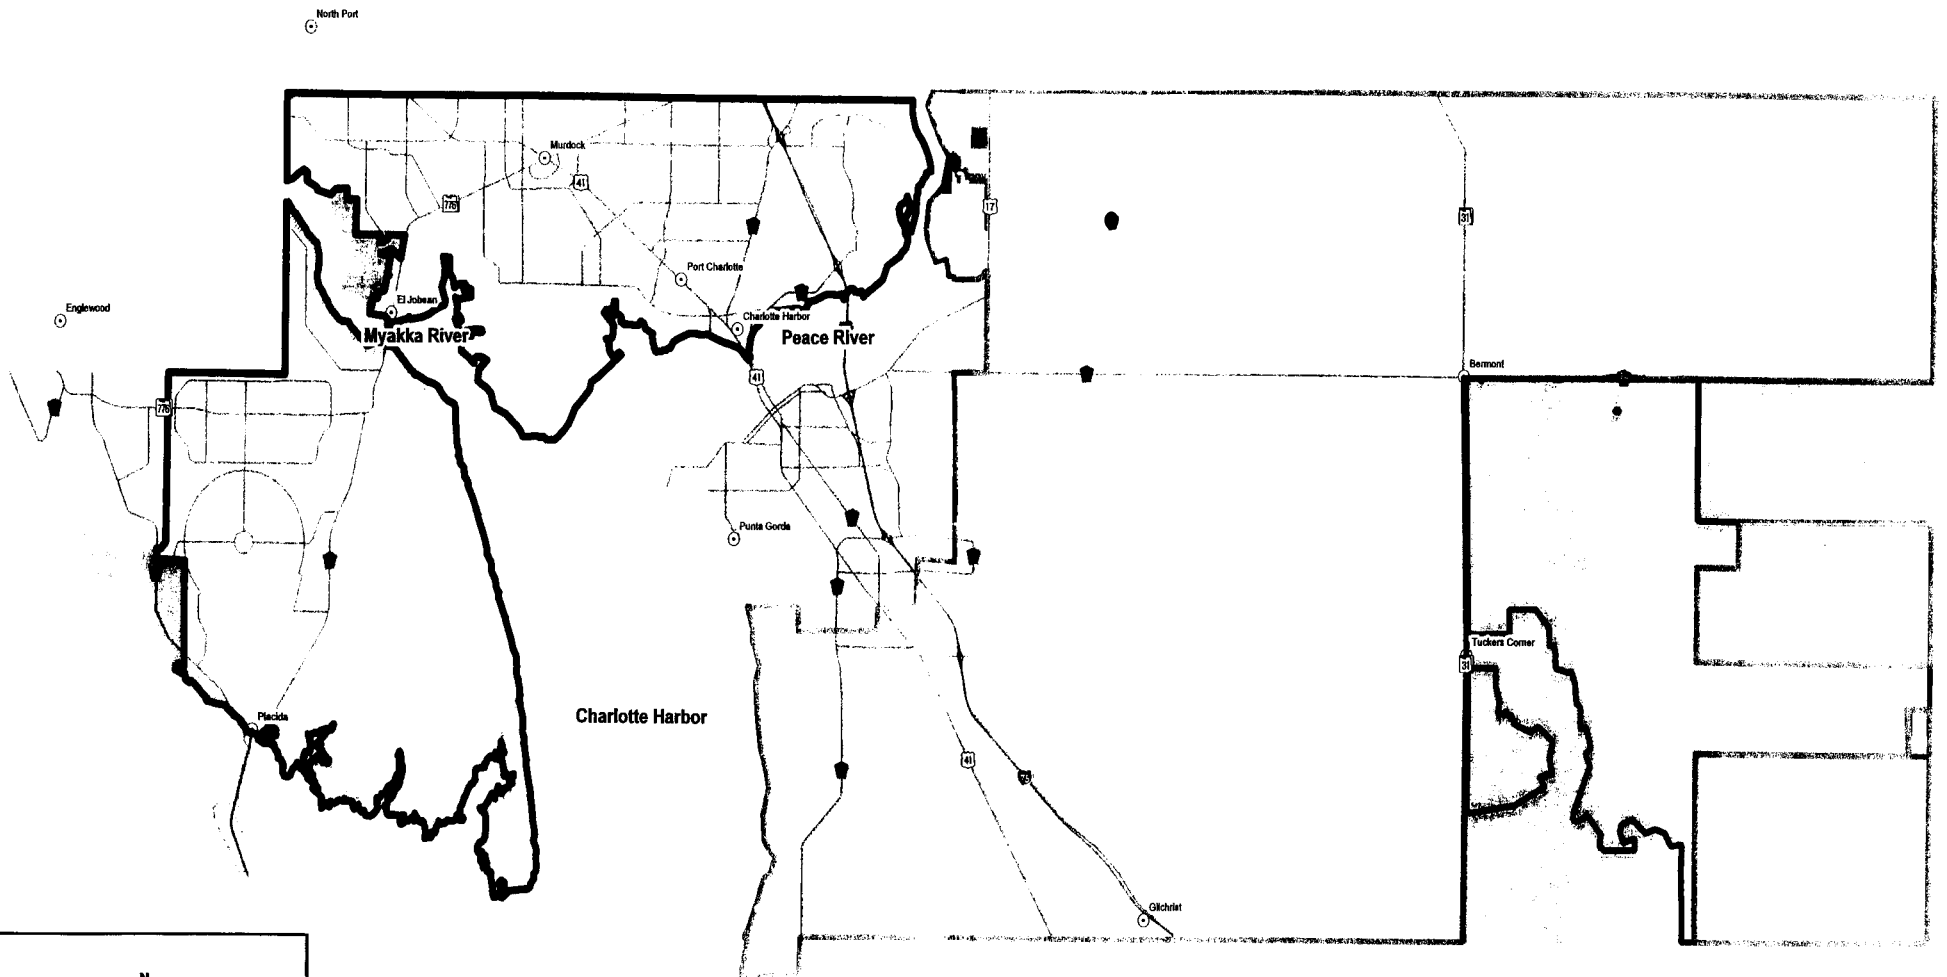 North Port
Murdock
41
776
17
31
Port Charlotte
El Jobean
Englewood
Charlotte Harbor
Myakka River
Peace River
Bermont
41
776
Punta Gorda
Tuckers Corner
31
Placida
Charlotte Harbor
41
75
Gilchrist
N